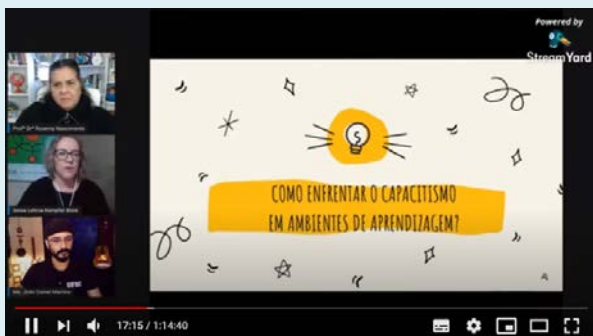 Powered by
StreamYard
COMO ENFRENTAR O CAPACITISMO
EM AMBIENTES DE APRENDIZAGEM?
17:15 / 1:14:40